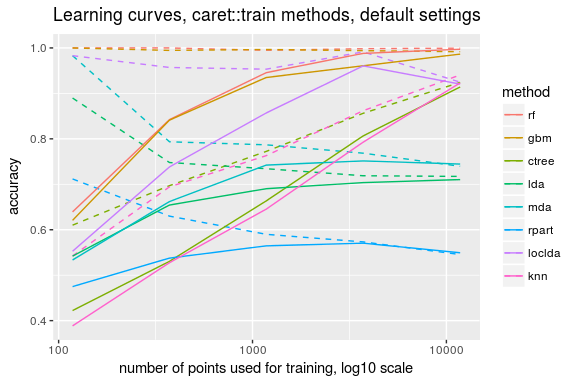 Learning curves, caret::train methods, default settings
accuracy
1.0
0.8
0.6
0.4
100
1000
10000
number of points used for training, log10 scale
method
rf
gbm
ctree
lda
mda
rpart
loclda
knn